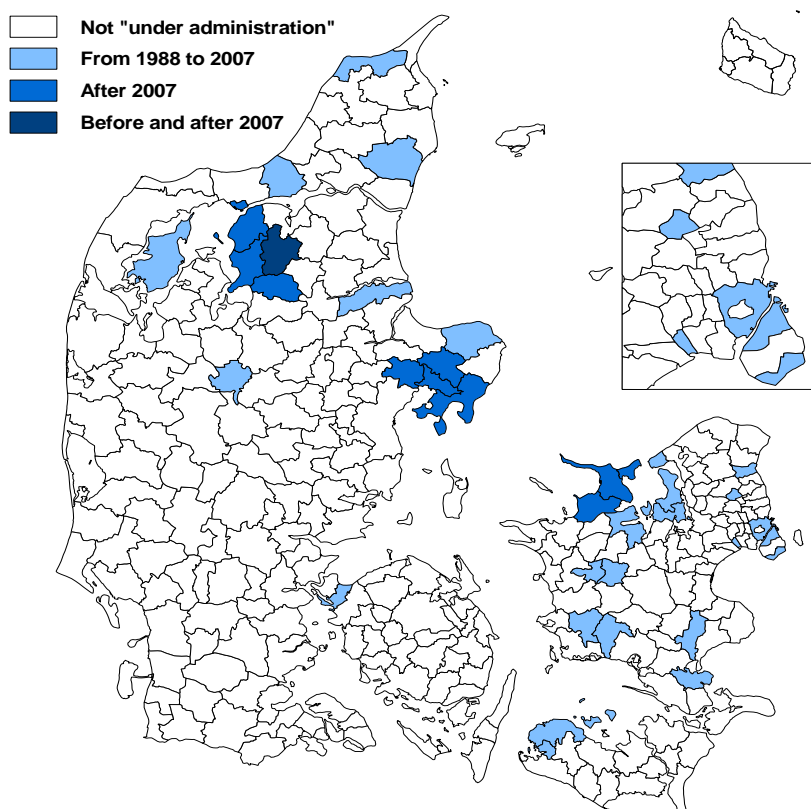 Not "under administration"
From 1988 to 2007
After 2007
Before and after 2007